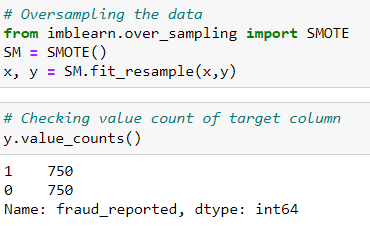 # Oversampling the data
from imblearn.over_sampling import SMOTE
SM = SMOTE()
x, y = SM.fit_resample(x,y)
# Checking value count of target column
y.value_counts()
1    750
0    750
Name: fraud_reported, dtype: int64